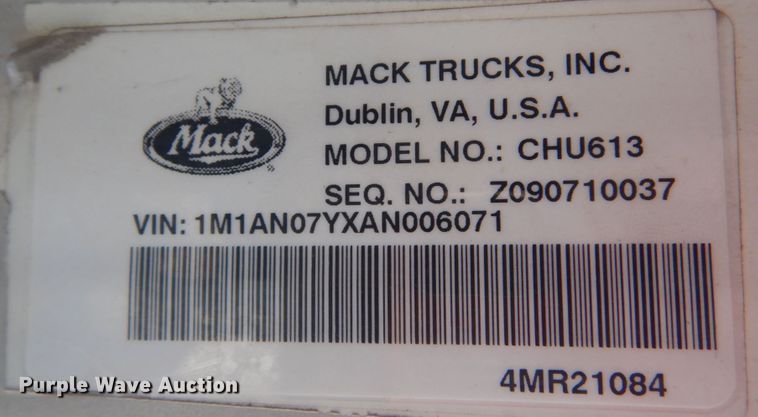 MACK TRUCKS, INC.
Dublin, VA, U.S.A.
Mack
MODEL NO.: CHU613
SEQ. NO.: Z090710037
VIN: 1M1AN07YXAN006071
4MR21084
Purple Wave Auction